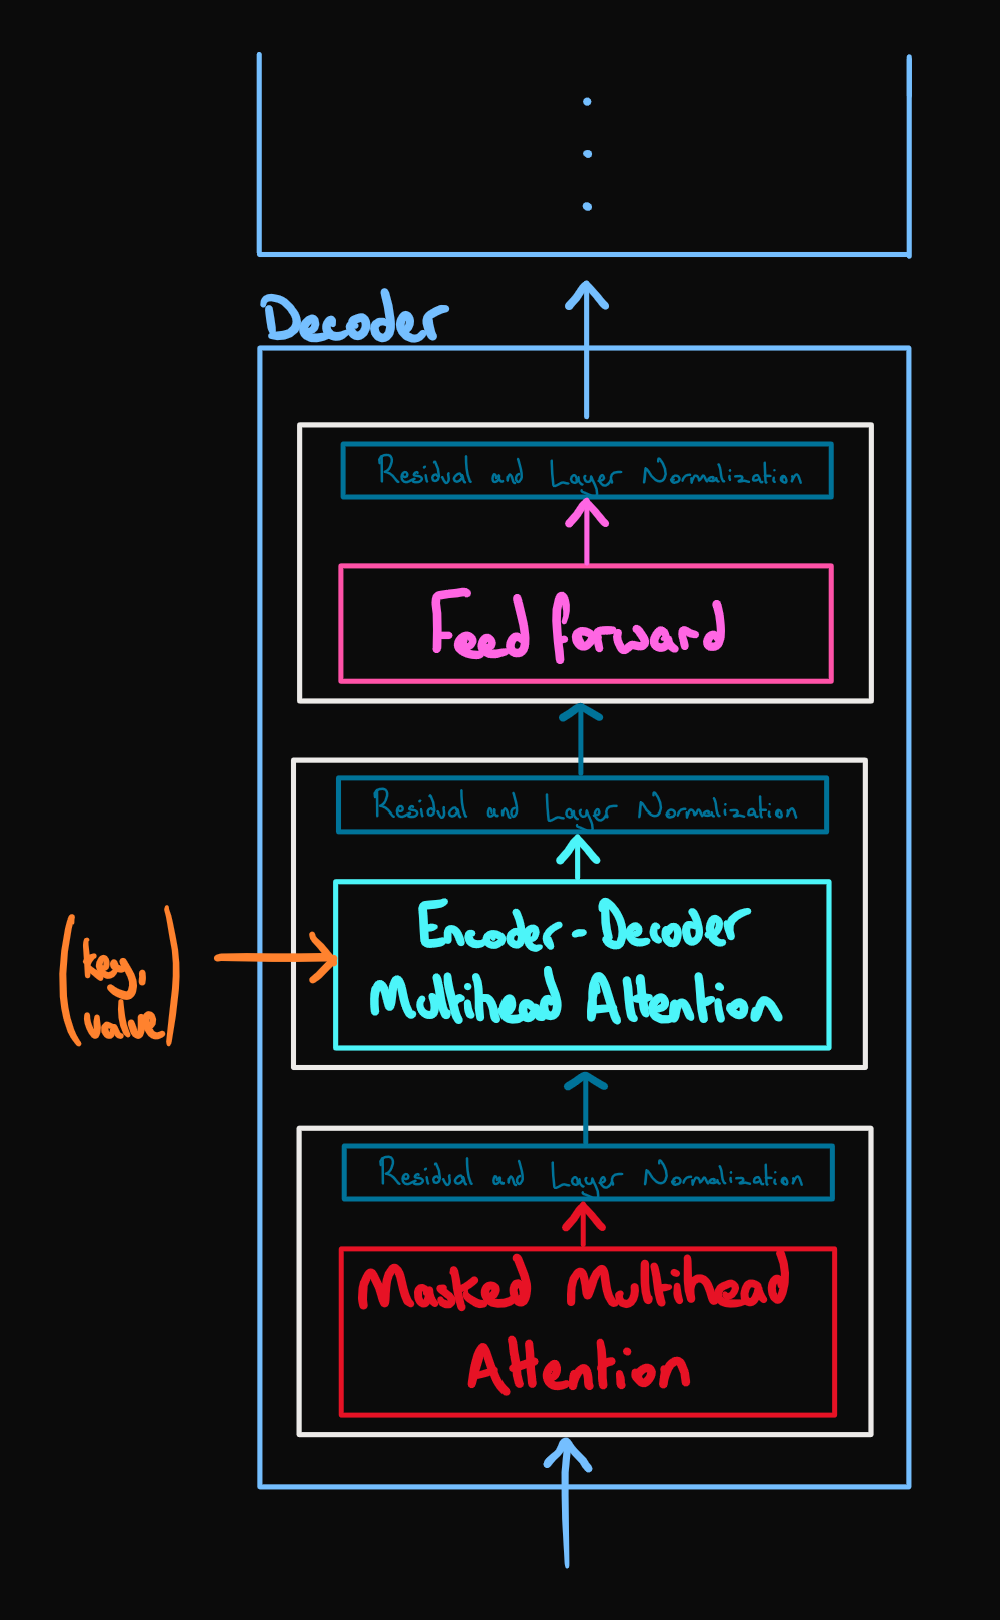 Decoder
Residual and Layer Normalization
Feed forward
Residual and Layer Normalization
Encoder-Decoder
Multihead Attention
(key,
value)
Residual and Layer Normalization
Masked Multihead
Attention